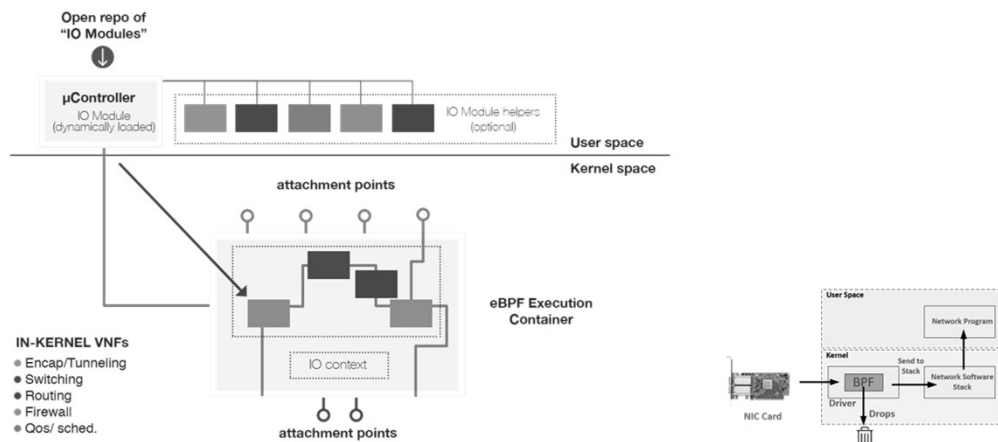 Open repo of
“IO Modules”
µController
IO Module
(dynamically loaded)
IO Module helpers
(optional)
User space
Kernel space
attachment points
eBPF Execution
Container
IO context
attachment points
IN-KERNEL VNFs
Encap/Tunneling
Switching
Routing
Firewall
Qos/ sched.
User Space
Network Program
Kernel
Send to
Stack
BPF
Network Software
Stack
Driver
Drops
NIC Card